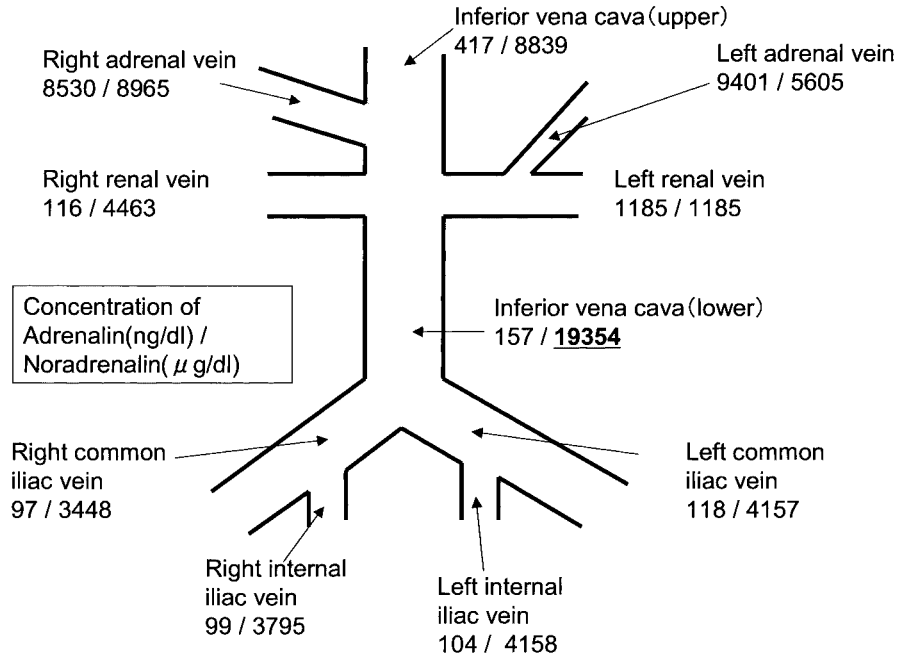 Inferior vena cava(upper)
417 / 8839
Right adrenal vein
8530 / 8965
Left adrenal vein
9401 / 5605
Right renal vein
116 / 4463
Left renal vein
1185 / 1185
Concentration of
Adrenalin(ng/dl) /
Noradrenalin( μ g/dl)
Inferior vena cava(lower)
157 / 19354
Right common
iliac vein
97 / 3448
Left common
iliac vein
118 / 4157
Right internal
iliac vein
99 / 3795
Left internal
iliac vein
104 / 4158